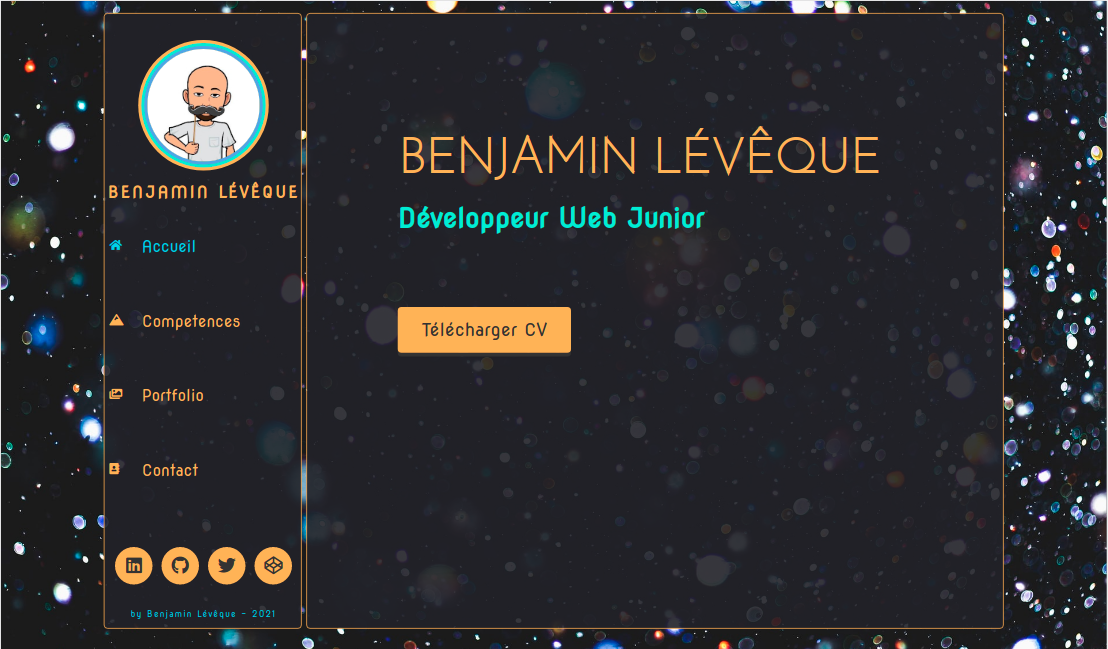 BENJAMIN LÉVÊQUE
Accueil
Competences
Portfolio
Contact
by Benjamin Lévêque - 2021
BENJAMIN LÉVÊQUE
Développeur Web Junior
Télécharger CV